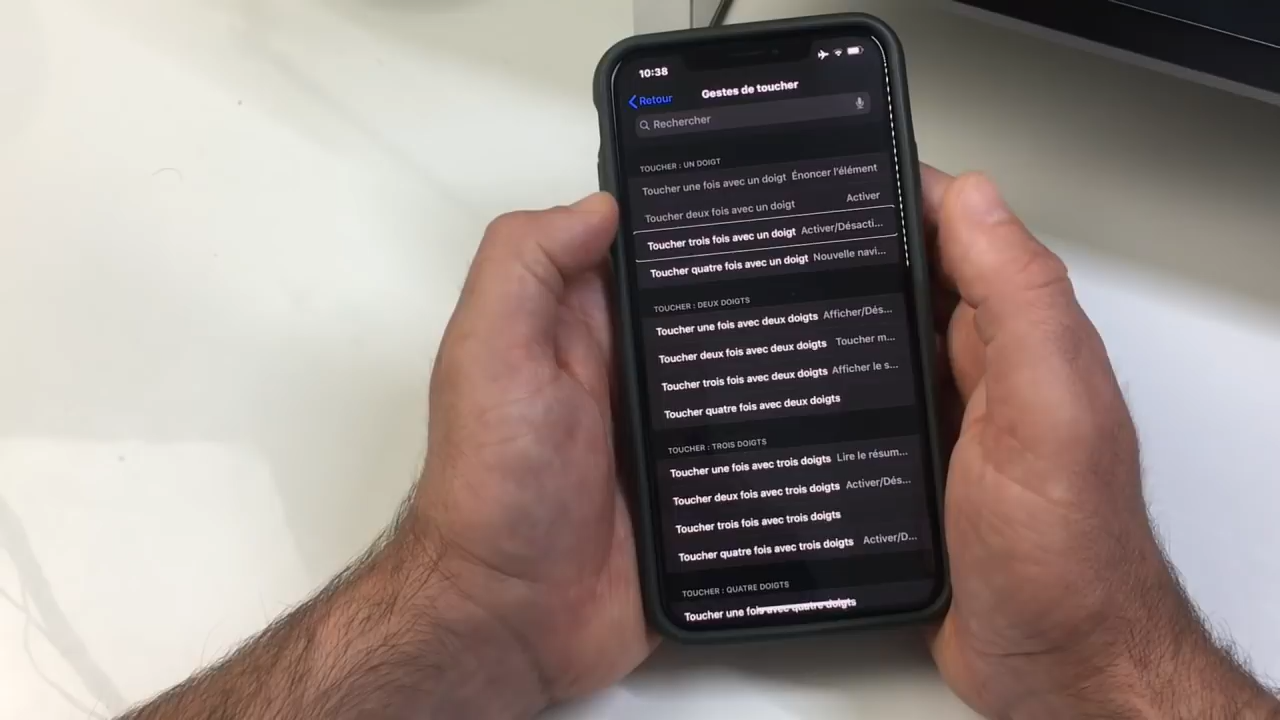 10:38
Retour
Gestes de toucher
Rechercher
TOUCHER : UN DOIGT
Toucher une fois avec un doigt Énoncer l'élément
Toucher deux fois avec un doigt Activer
Toucher trois fois avec un doigt Activer/Désacti...
Toucher quatre fois avec un doigt Nouvelle navi...
TOUCHER : DEUX DOIGTS
Toucher une fois avec deux doigts Afficher/Dés...
Toucher deux fois avec deux doigts Toucher m...
Toucher trois fois avec deux doigts Afficher le s...
Toucher quatre fois avec deux doigts
TOUCHER : TROIS DOIGTS
Toucher une fois avec trois doigts Lire le résum...
Toucher deux fois avec trois doigts Activer/Dés...
Toucher trois fois avec trois doigts
Toucher quatre fois avec trois doigts Activer/D...
TOUCHER : QUATRE DOIGTS
Toucher une fois avec quatre doigts